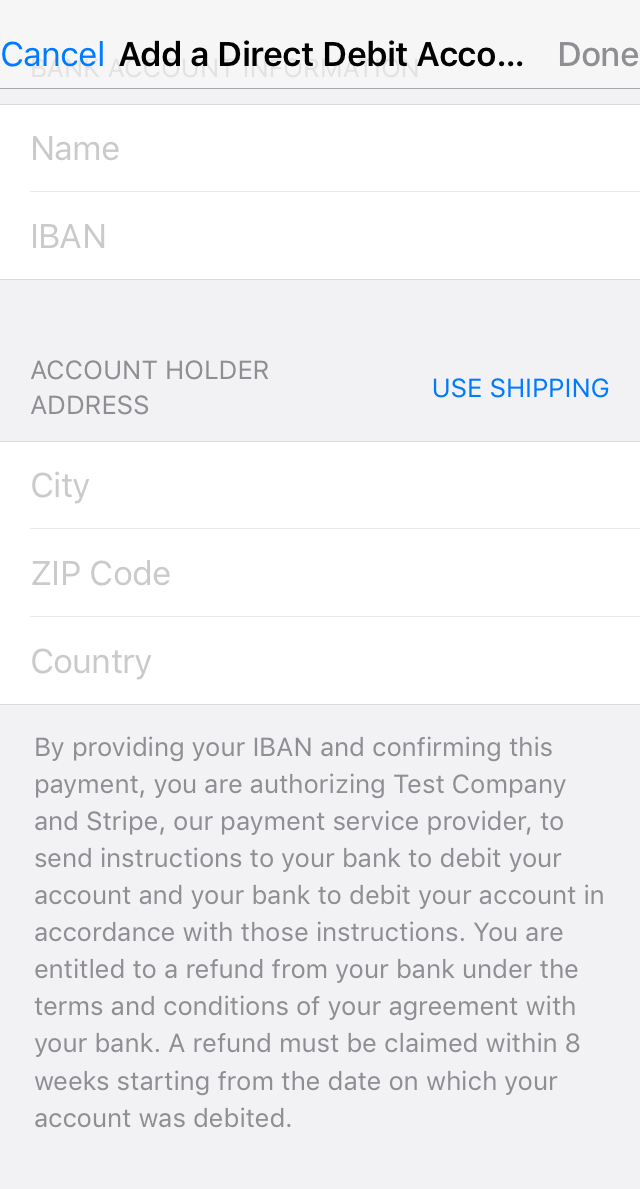 Cancel Add a Direct Debit Acco... Done
BANK ACCOUNT INFORMATION
Name
IBAN
ACCOUNT HOLDER
ADDRESS
USE SHIPPING
City
ZIP Code
Country
By providing your IBAN and confirming this
payment, you are authorizing Test Company
and Stripe, our payment service provider, to
send instructions to your bank to debit your
account and your bank to debit your account in
accordance with those instructions. You are
entitled to a refund from your bank under the
terms and conditions of your agreement with
your bank. A refund must be claimed within 8
weeks starting from the date on which your
account was debited.